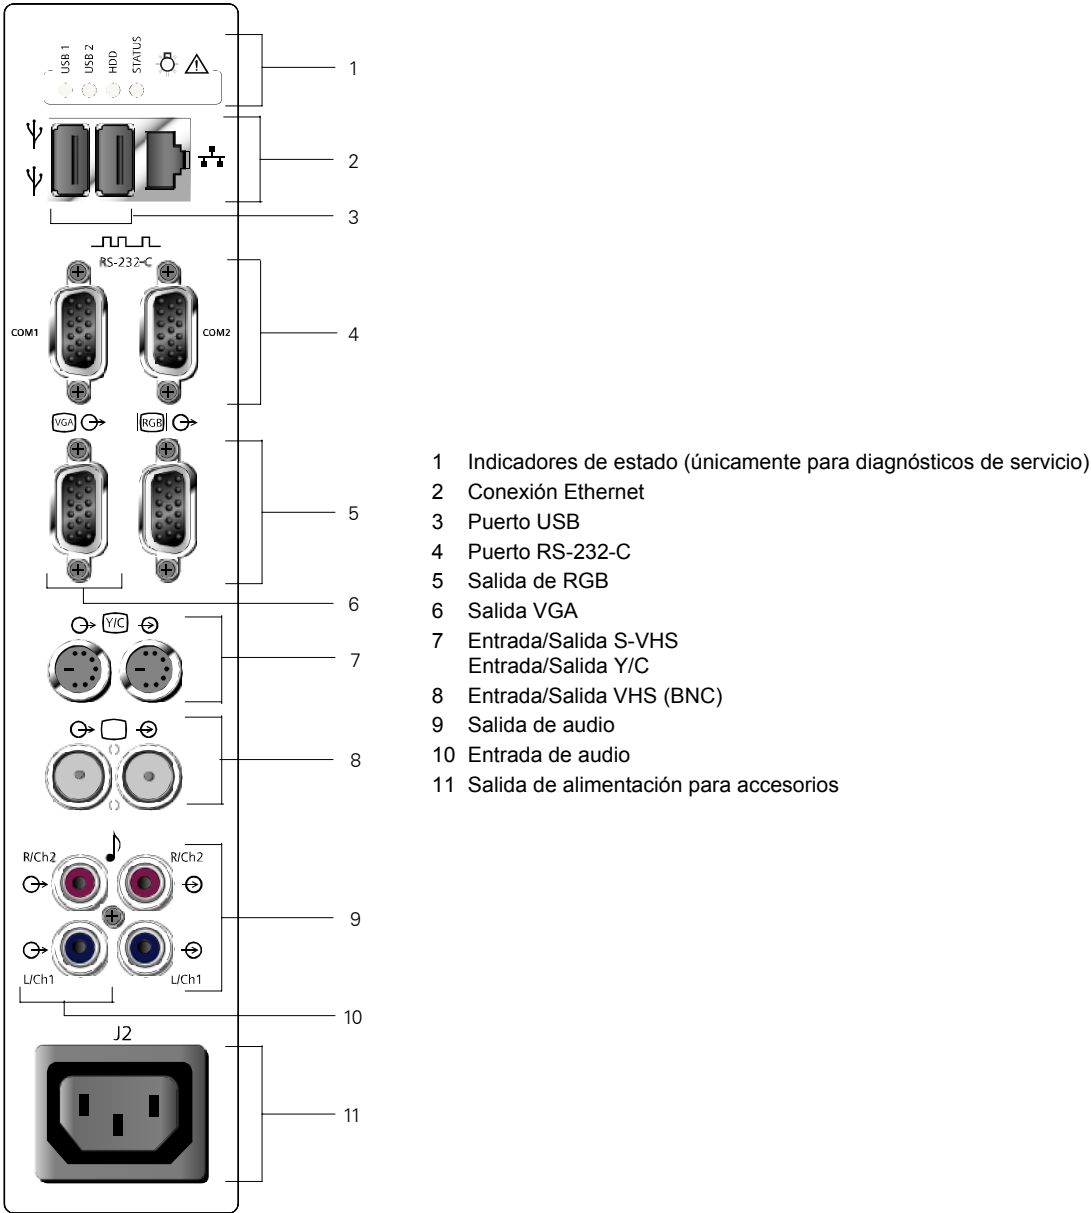 USB 1
USB 2
HDD
STATUS
1
2
3
RS-232-C
COM1
COM2
4
VGA
RGB
5
6
Y/C
7
8
R/Ch2
R/Ch2
9
L/Ch1
L/Ch1
10
J2
11
1 Indicadores de estado (únicamente para diagnósticos de servicio)
2 Conexión Ethernet
3 Puerto USB
4 Puerto RS-232-C
5 Salida de RGB
6 Salida VGA
7 Entrada/Salida S-VHS
Entrada/Salida Y/C
8 Entrada/Salida VHS (BNC)
9 Salida de audio
10 Entrada de audio
11 Salida de alimentación para accesorios